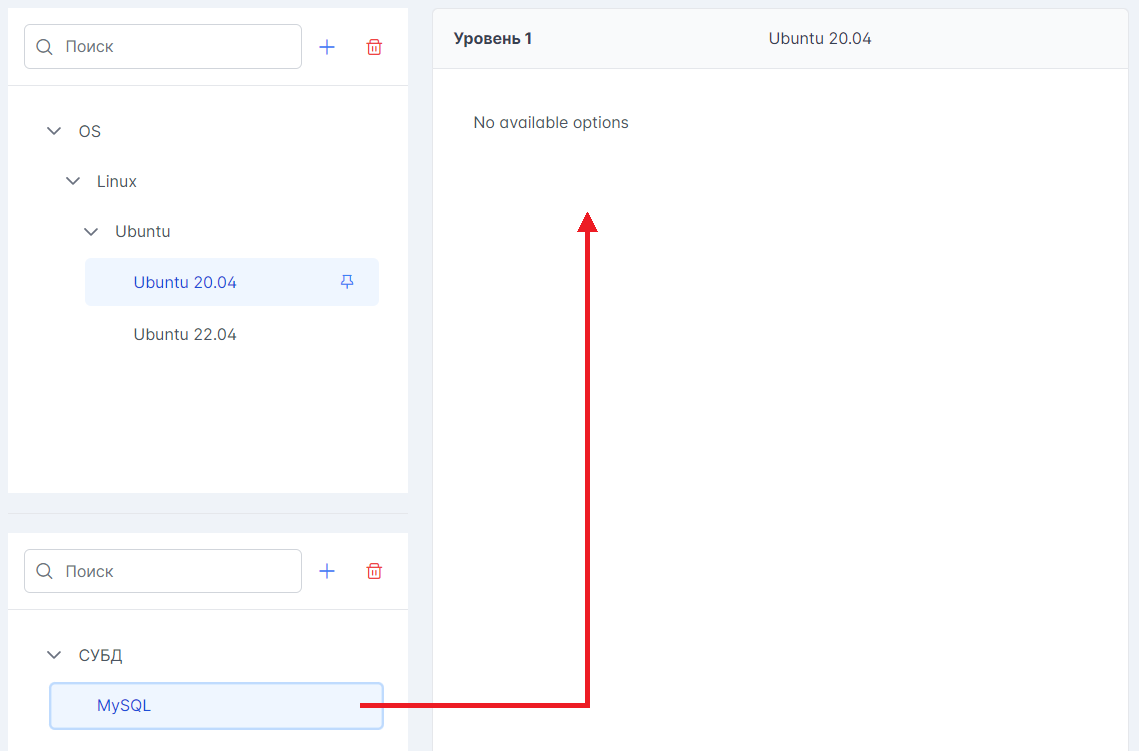 Поиск
OS
Linux
Ubuntu
Ubuntu 20.04
Ubuntu 22.04
Поиск
СУБД
MySQL
Уровень 1
Ubuntu 20.04
No available options